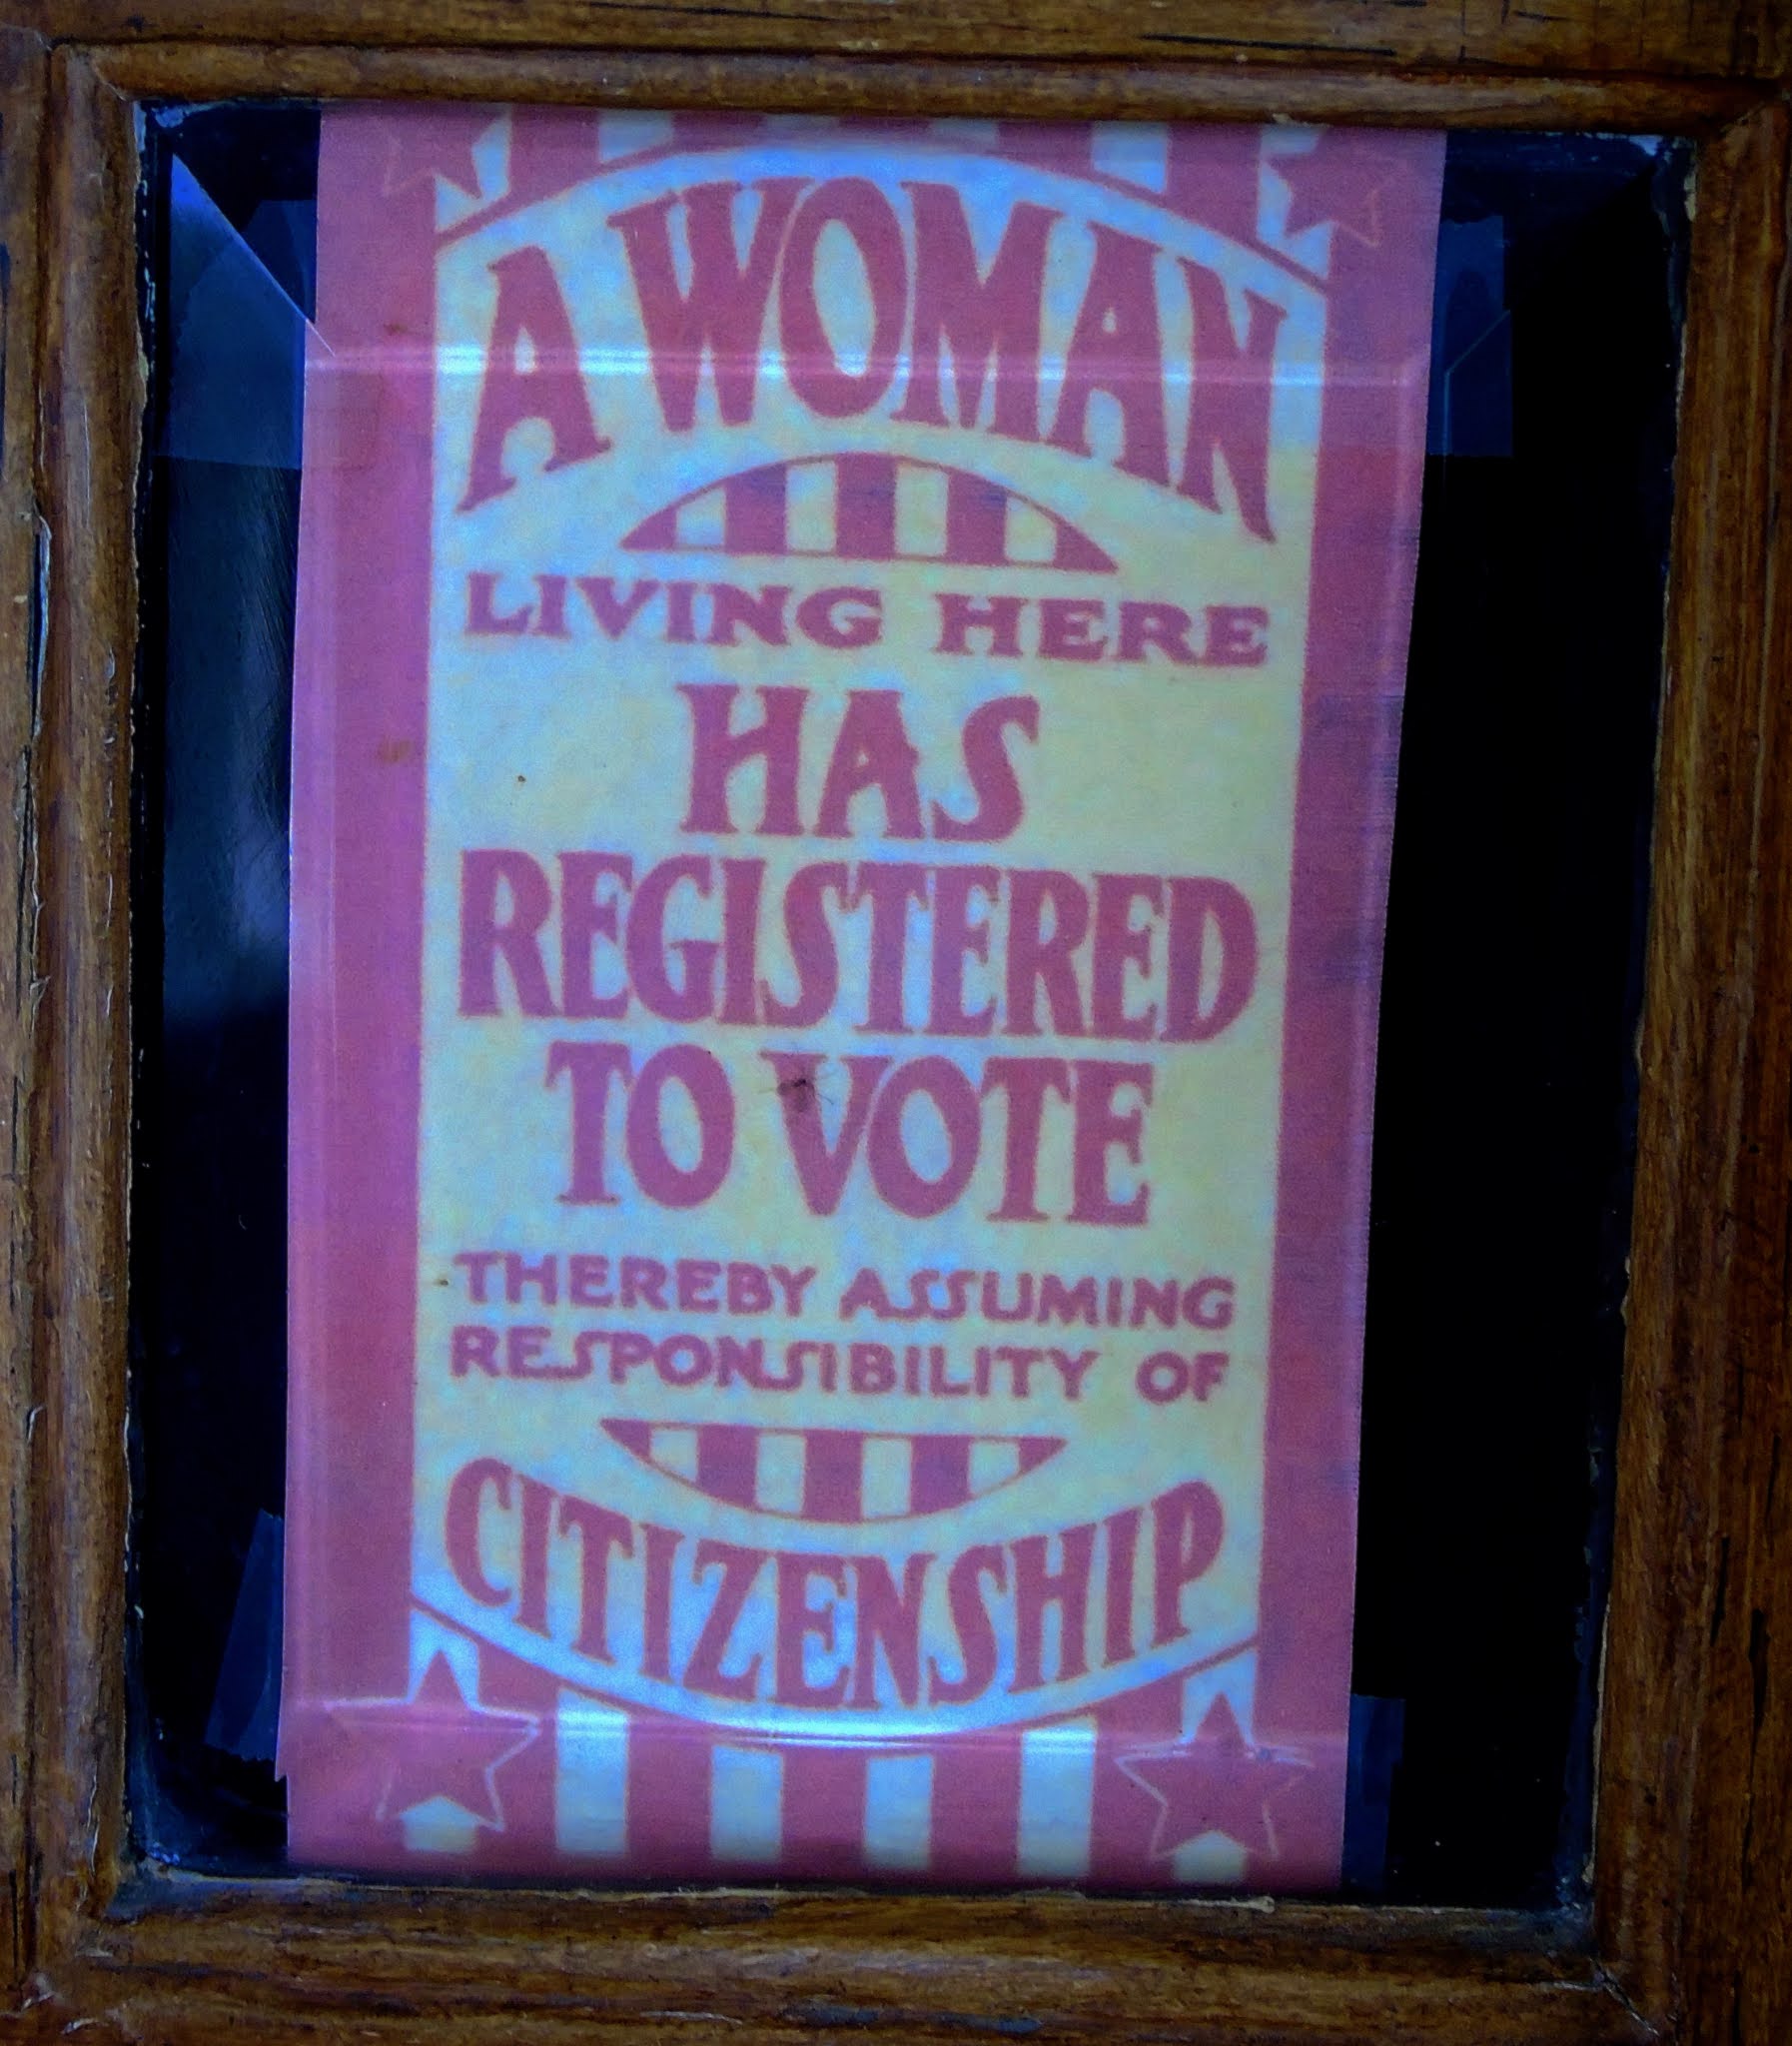 A WOMAN
LIVING HERE
HAS
REGISTERED
TO VOTE
THEREBY ASSUMING
RESPONSIBILITY OF
CITIZENSHIP